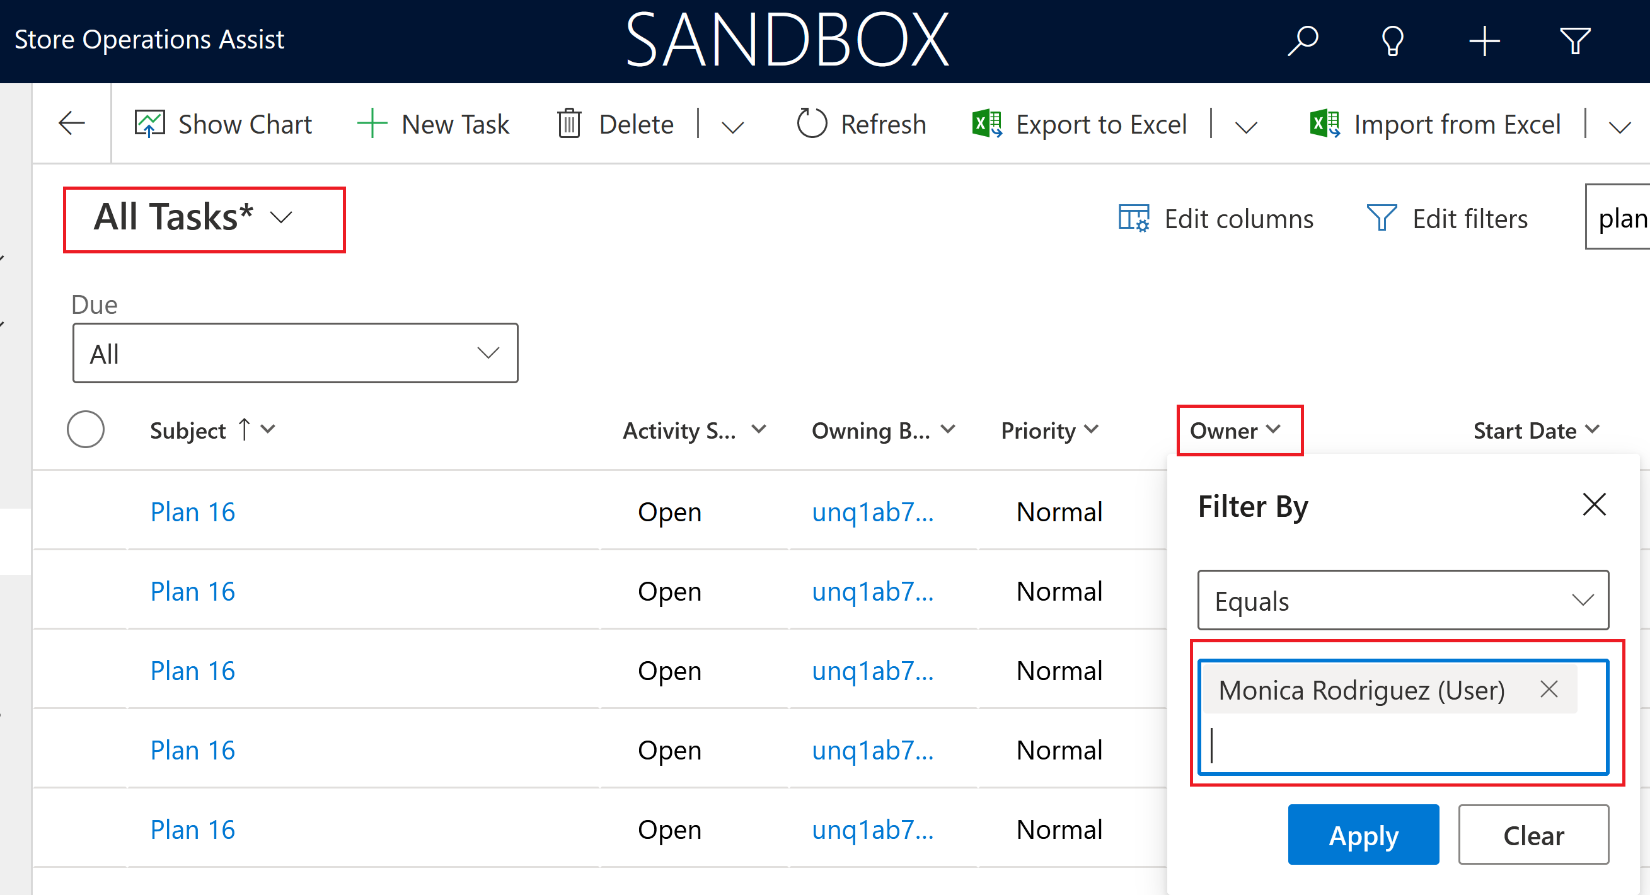 Store Operations Assist
SANDBOX
Show Chart
New Task
Delete
Refresh
Export to Excel
Import from Excel
All Tasks*
Edit columns
Edit filters
plan
Due
All
Subject ↑
Activity S...
Owning B...
Priority
Owner
Start Date
Plan 16
Open
unq1ab7...
Normal
Plan 16
Open
unq1ab7...
Normal
Plan 16
Open
unq1ab7...
Normal
Plan 16
Open
unq1ab7...
Normal
Plan 16
Open
unq1ab7...
Normal
Filter By
Equals
Monica Rodriguez (User)
Apply
Clear